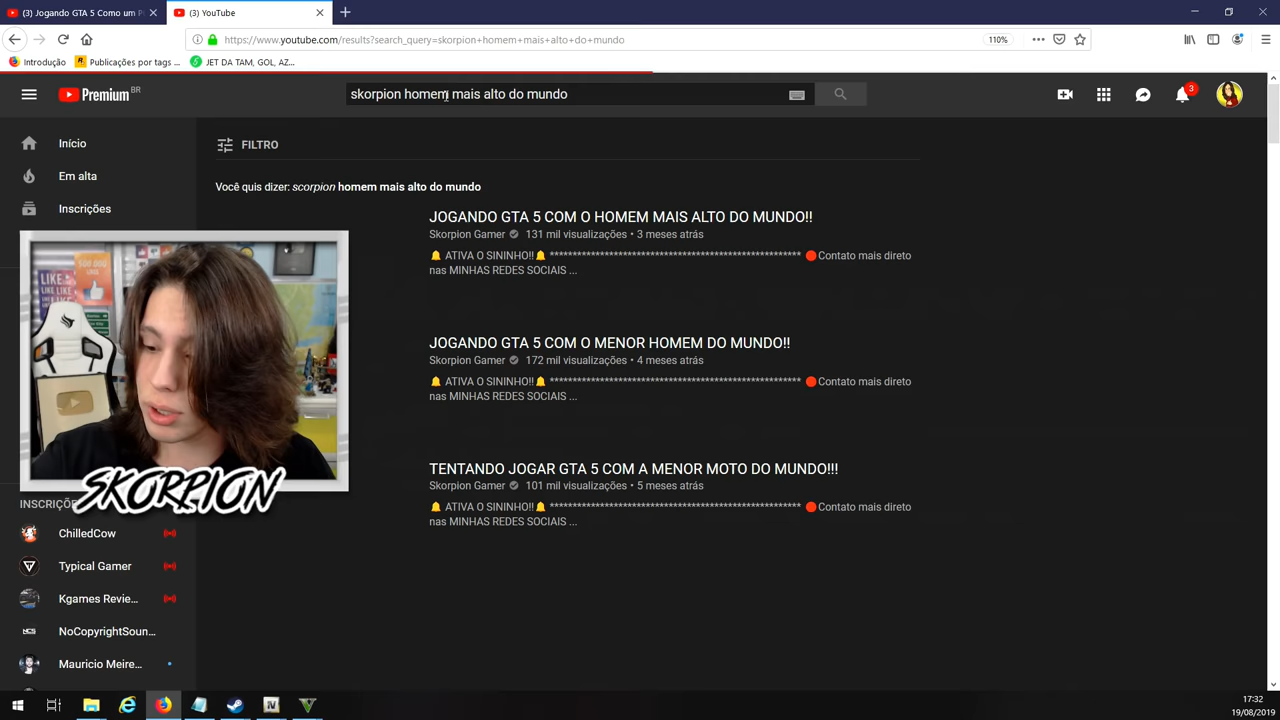 (3) Jogando GTA 5 Como um P
(3) YouTube
https://www.youtube.com/results?search_query=skorpion+homem+mais+alto+do+mundo
110%
Introdução
Publicações por tags ...
JET DA TAM, GOL, AZ...
Premium
BR
skorpion homem mais alto do mundo
3
Início
Em alta
Inscrições
FILTRO
Você quis dizer: scorpion homem mais alto do mundo
JOGANDO GTA 5 COM O HOMEM MAIS ALTO DO MUNDO!!
Skorpion Gamer 131 mil visualizações • 3 meses atrás
🔔 ATIVA O SININHO!!🔔 ****************************************************** 🔴Contato mais direto
nas MINHAS REDES SOCIAIS ...
JOGANDO GTA 5 COM O MENOR HOMEM DO MUNDO!!
Skorpion Gamer 172 mil visualizações • 4 meses atrás
🔔 ATIVA O SININHO!!🔔 ****************************************************** 🔴Contato mais direto
nas MINHAS REDES SOCIAIS ...
TENTANDO JOGAR GTA 5 COM A MENOR MOTO DO MUNDO!!!
Skorpion Gamer 101 mil visualizações • 5 meses atrás
🔔 ATIVA O SININHO!!🔔 ****************************************************** 🔴Contato mais direto
nas MINHAS REDES SOCIAIS ...
LIKE
SKORPION
INSCRIÇÕE
ChilledCow
Typical Gamer
Kgames Revie...
NoCopyrightSoun...
Mauricio Meire...
17:32
19/08/2019